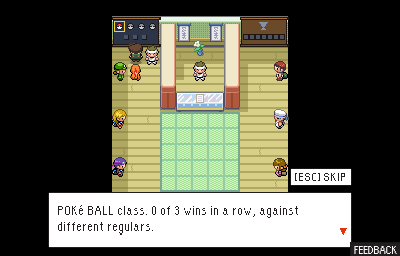 [ESC] SKIP
POKé BALL class. 0 of 3 wins in a row, against
different regulars.
FEEDBACK